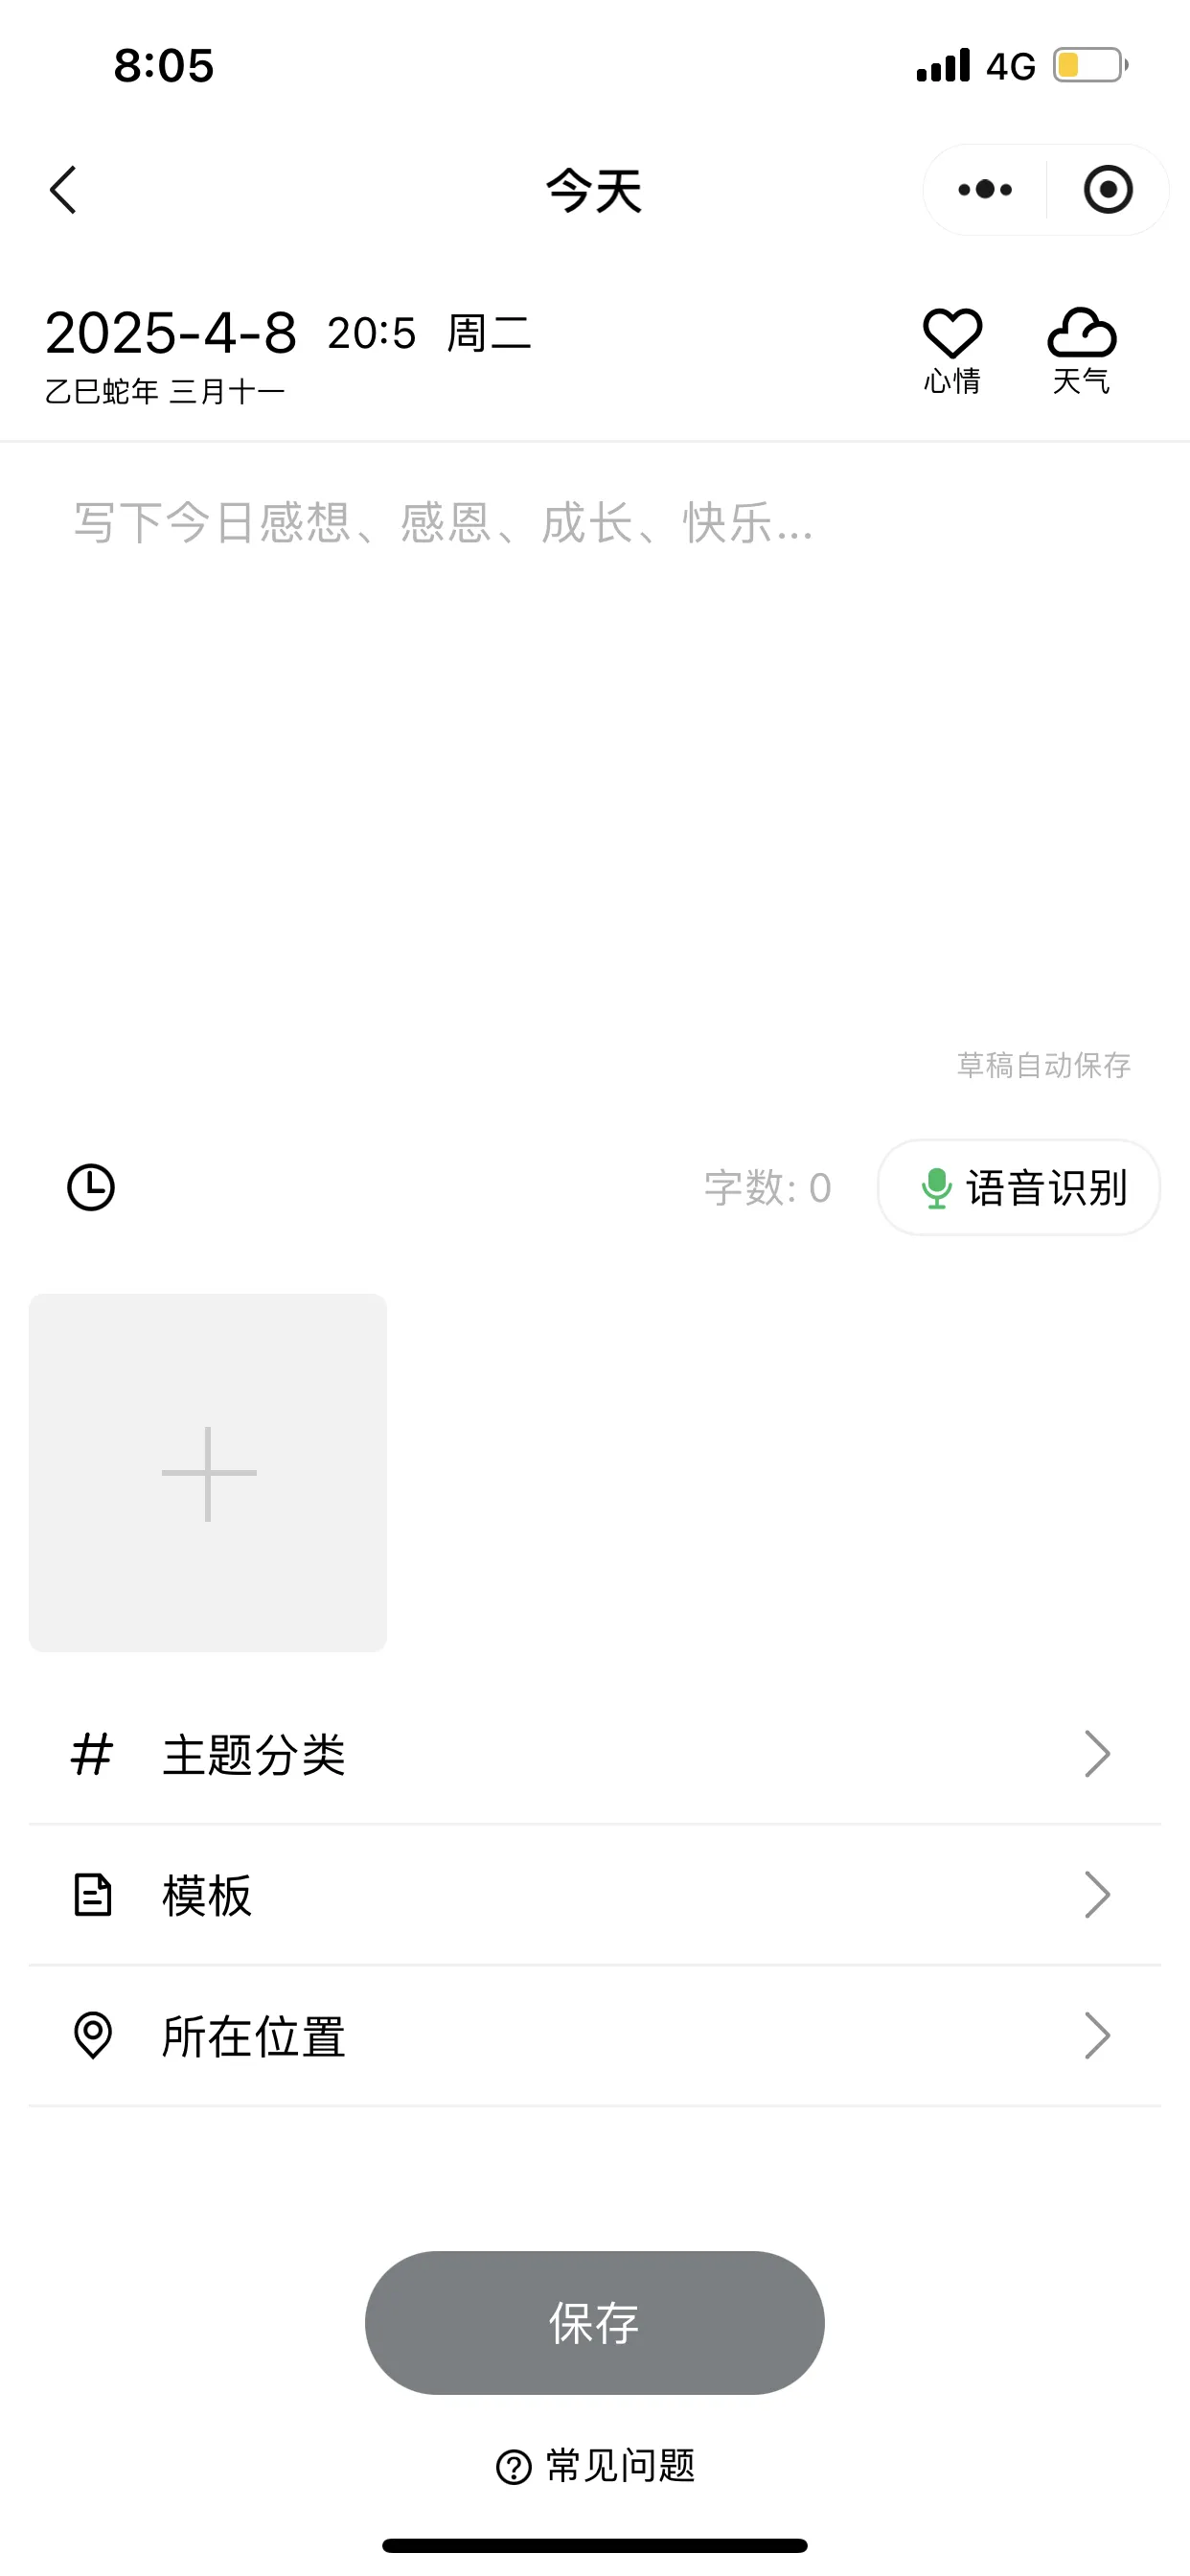 8:05 4G
今天
2025-4-8 20:5 周二
乙巳蛇年 三月十一
心情 天气
写下今日感想、感恩、成长、快乐...
草稿自动保存
字数: 0 语音识别
主题分类
模板
所在位置
保存
常见问题